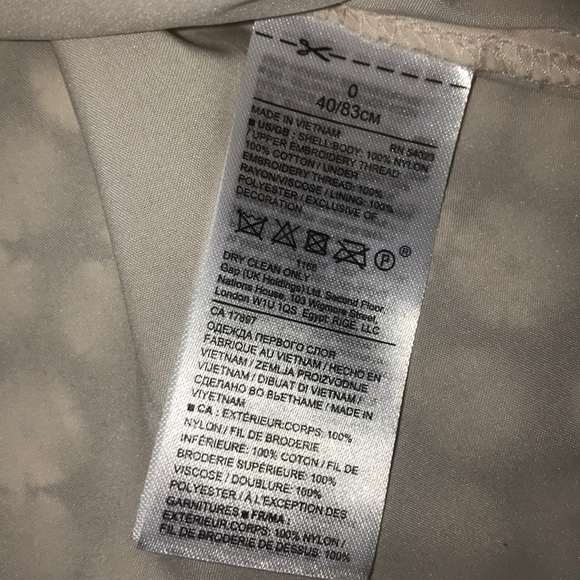 0
40/83CM
MADE IN VIETNAM RN 54023
■ US/GB : SHELL:BODY: 100% NYLON
/ UPPER EMBROIDERY THREAD:
100% COTTON / UNDER
EMBROIDERY THREAD: 100%
RAYON/VISCOSE / LINING: 100%
POLYESTER / EXCLUSIVE OF
DECORATION
P ®
1166
DRY CLEAN ONLY
Gap (UK Holdings) Ltd, Second Floor,
Nations House, 103 Wigmore Street,
London W1U 1QS. Egypt: RIGE, LLC
CA 17897
ОДЕЖДА ПЕРВОГО СЛОЯ
FABRIQUE AU VIETNAM / HECHO EN
VIETNAM / ZEMLJA PROIZVODNJE
VIJETNAM / DIBUAT DI VIETNAM /
СДЕЛАНО ВО ВЬЕТНАМЕ / MADE IN
VIYETNAM
■ CA : EXTÉRIEUR:CORPS: 100%
NYLON / FIL DE BRODERIE
INFÉRIEURE: 100% COTON / FIL DE
BRODERIE SUPÉRIEURE: 100%
VISCOSE / DOUBLURE: 100%
POLYESTER / À L'EXCEPTION DES
GARNITURES ■ FR/MA :
EXTÉRIEUR:CORPS: 100% NYLON /
FIL DE BRODERIE DE DESSUS: 100%